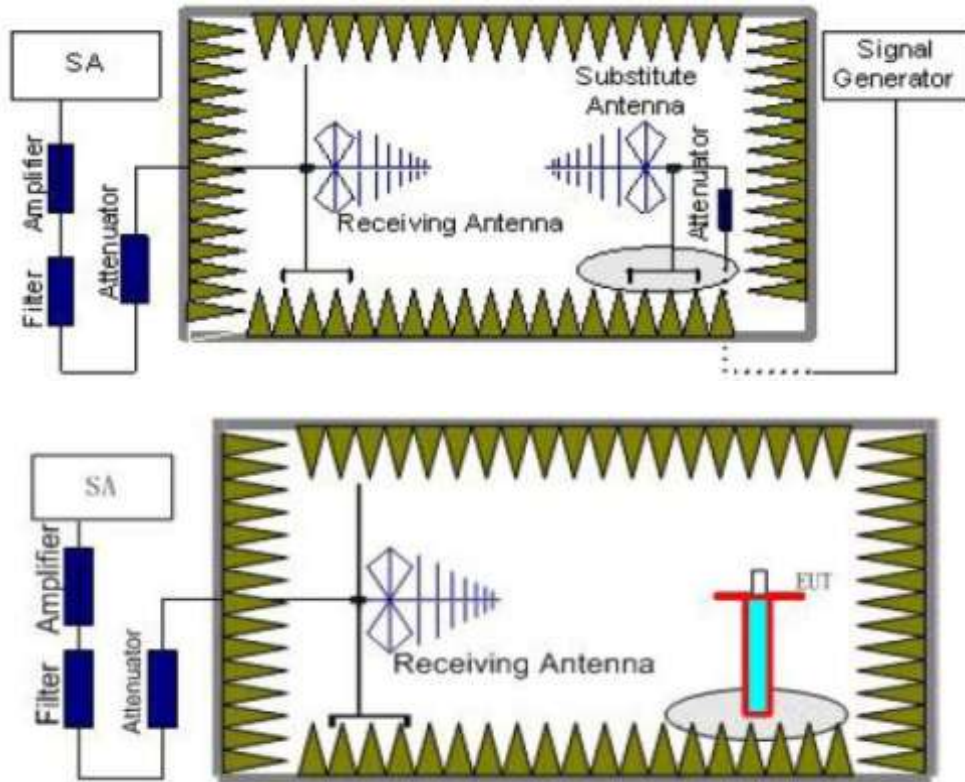 SA
Signal
Generator
Substitute
Antenna
Amplifier
Attenuator
Filter
Receiving Antenna
Attenuator
SA
Amplifier
Filter
Attenuator
Receiving Antenna
EUT